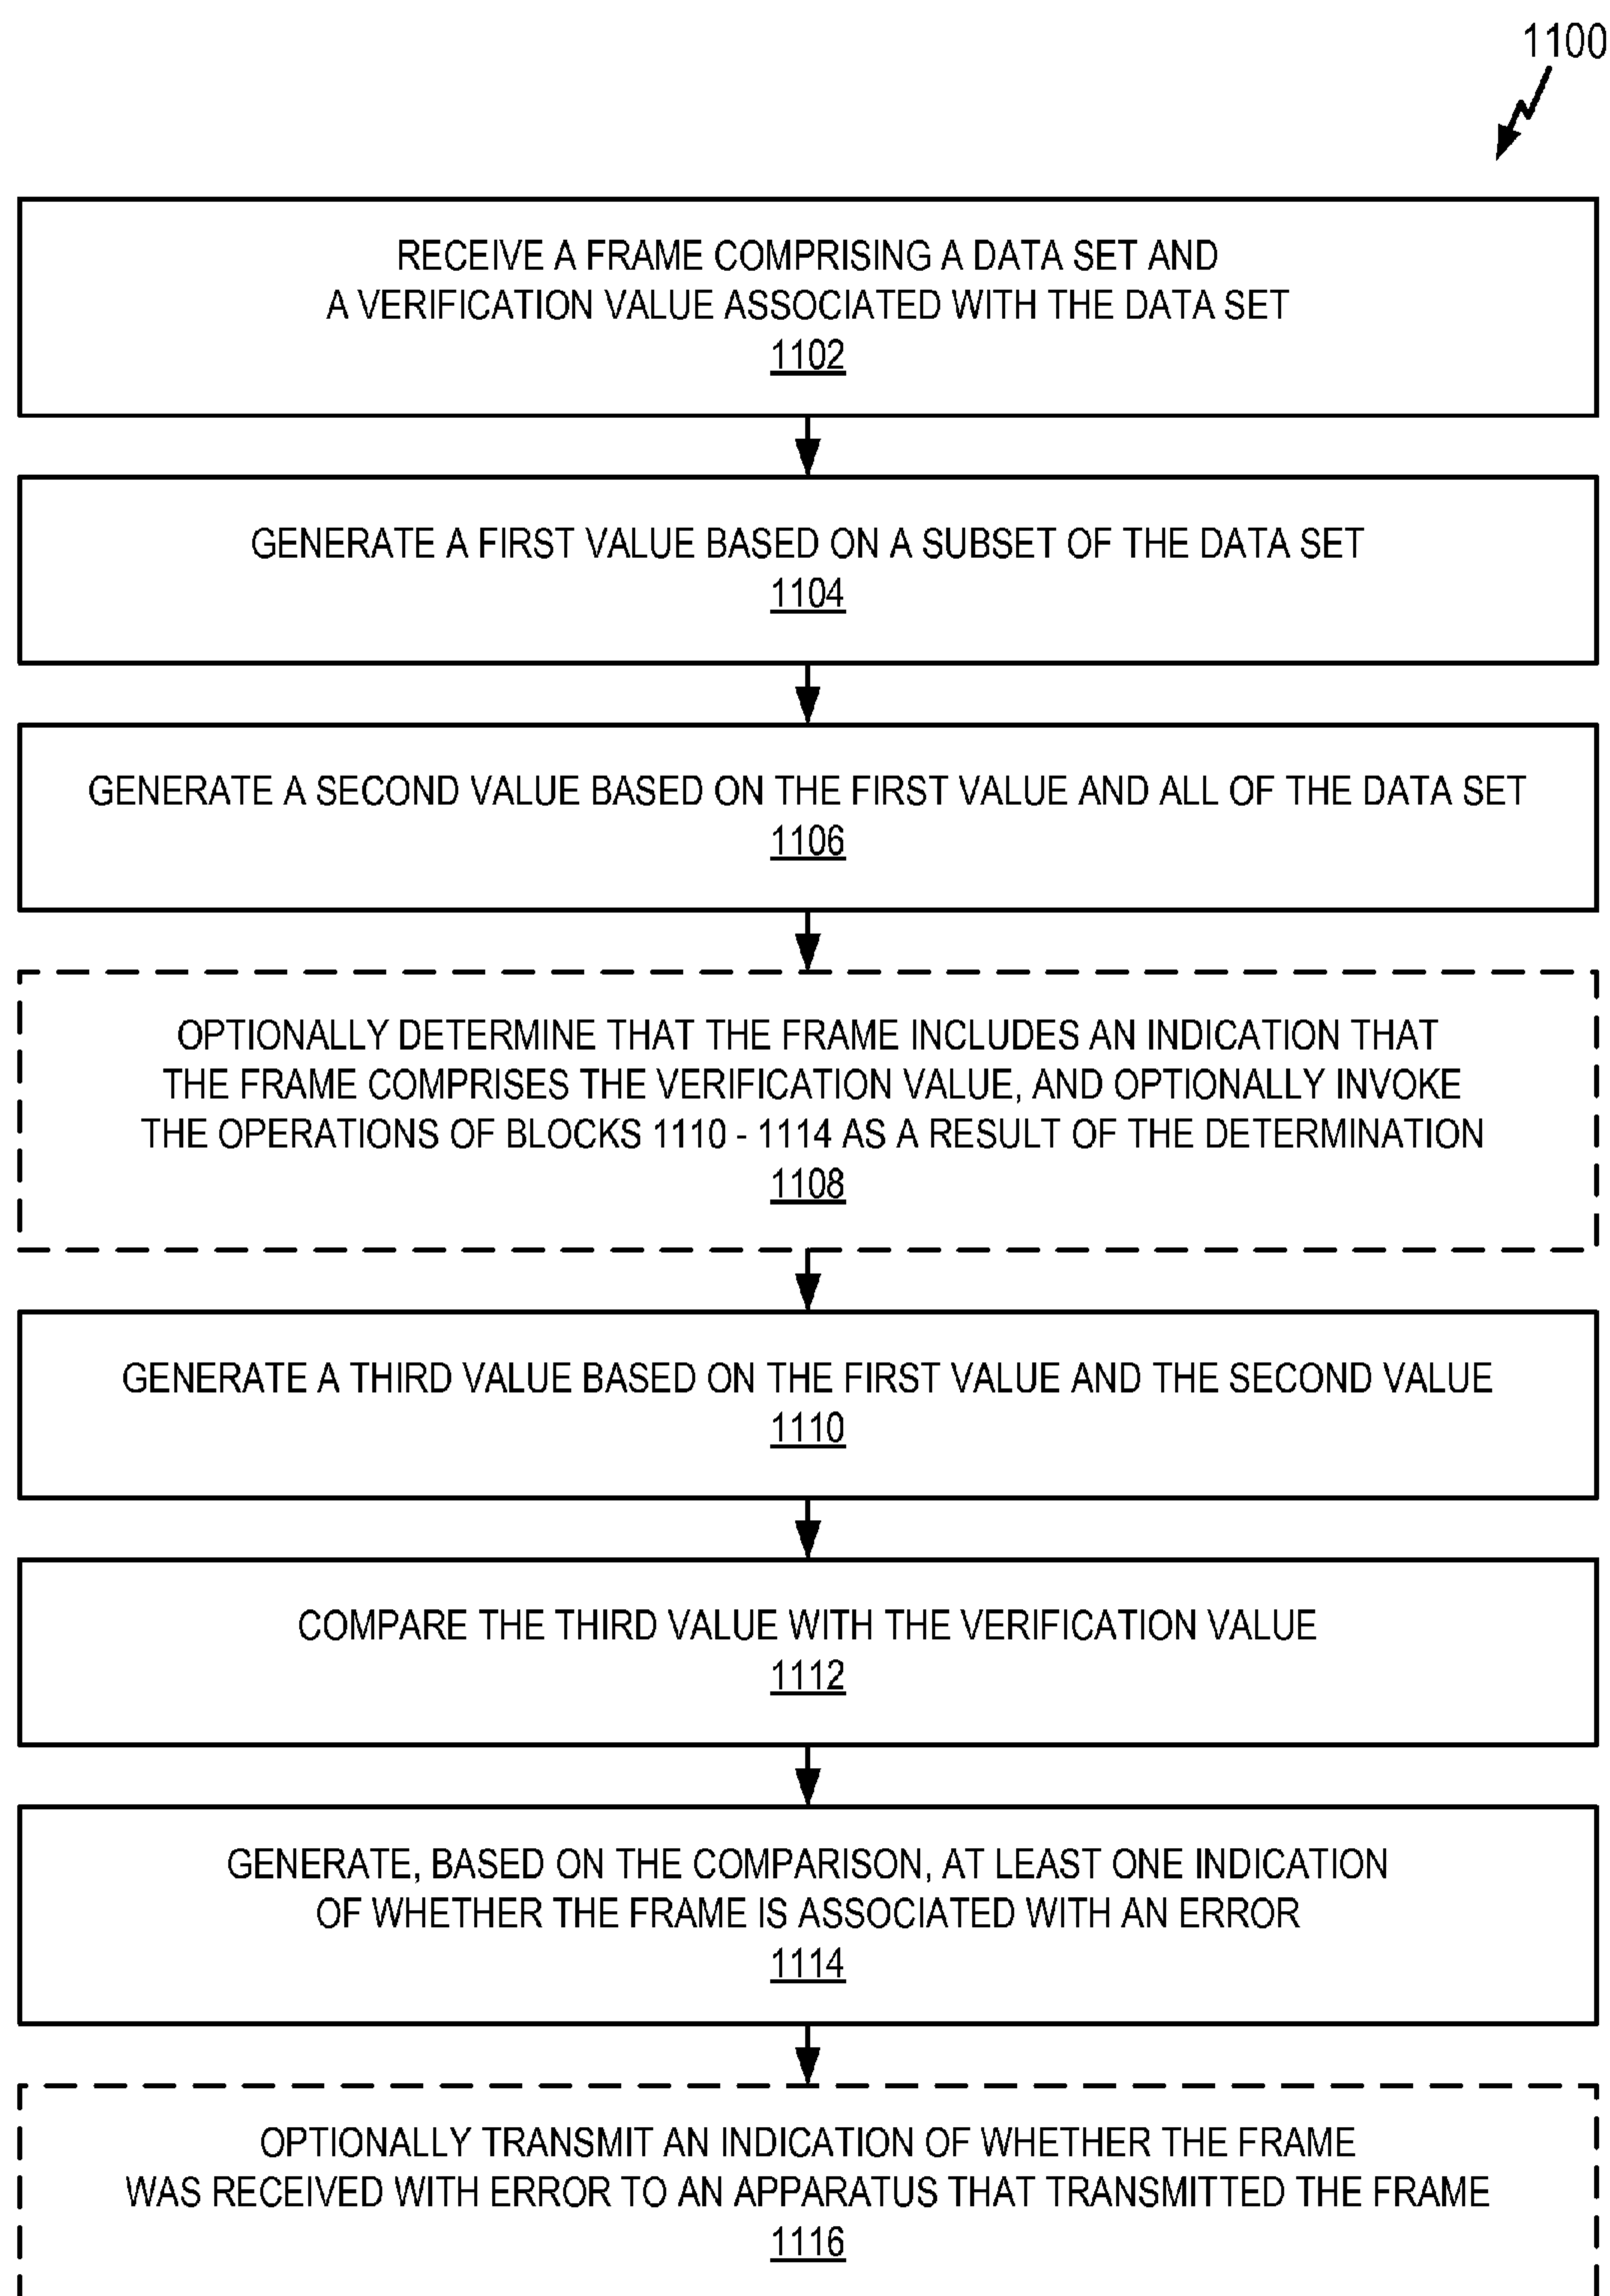 1100
RECEIVE A FRAME COMPRISING A DATA SET AND
A VERIFICATION VALUE ASSOCIATED WITH THE DATA SET
1102
GENERATE A FIRST VALUE BASED ON A SUBSET OF THE DATA SET
1104
GENERATE A SECOND VALUE BASED ON THE FIRST VALUE AND ALL OF THE DATA SET
1106
OPTIONALLY DETERMINE THAT THE FRAME INCLUDES AN INDICATION THAT
THE FRAME COMPRISES THE VERIFICATION VALUE, AND OPTIONALLY INVOKE
THE OPERATIONS OF BLOCKS 1110 - 1114 AS A RESULT OF THE DETERMINATION
1108
GENERATE A THIRD VALUE BASED ON THE FIRST VALUE AND THE SECOND VALUE
1110
COMPARE THE THIRD VALUE WITH THE VERIFICATION VALUE
1112
GENERATE, BASED ON THE COMPARISON, AT LEAST ONE INDICATION
OF WHETHER THE FRAME IS ASSOCIATED WITH AN ERROR
1114
OPTIONALLY TRANSMIT AN INDICATION OF WHETHER THE FRAME
WAS RECEIVED WITH ERROR TO AN APPARATUS THAT TRANSMITTED THE FRAME
1116